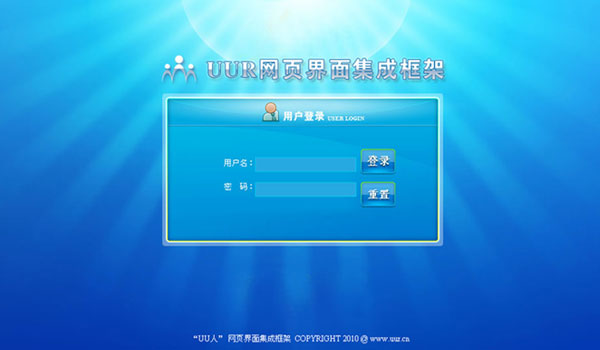 UUR网页界面集成框架
用户登录 USER LOGIN
用户名： 登录
密 码： 重置
“UU人” 网页界面集成框架 COPYRIGHT 2010 @ www.uur.cn